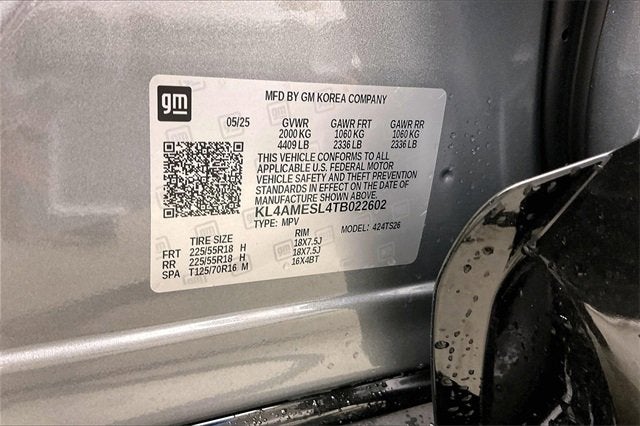 gm
MFD BY GM KOREA COMPANY
05/25 GVWR GAWR FRT GAWR RR
2000 KG 1060 KG 1060 KG
4409 LB 2336 LB 2336 LB
THIS VEHICLE CONFORMS TO ALL
APPLICABLE U.S. FEDERAL MOTOR
VEHICLE SAFETY AND THEFT PREVENTION
STANDARDS IN EFFECT ON THE DATE OF
MANUFACTURE SHOWN ABOVE.
KL4AMESL4TB022602
TYPE: MPV MODEL: 424TS26
TIRE SIZE RIM
FRT 225/55R18 H 18X7.5J
RR 225/55R18 H 18X7.5J
SPA T125/70R16 M 16X4BT